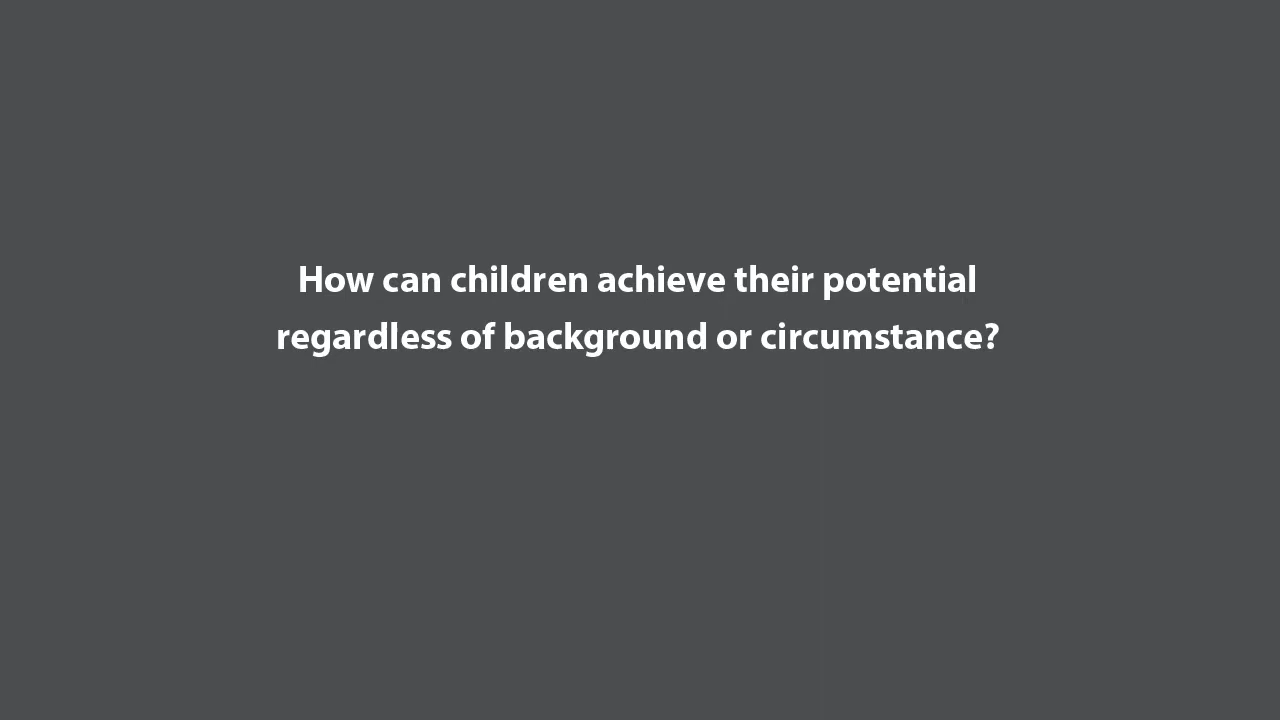 How can children achieve their potential
regardless of background or circumstance?